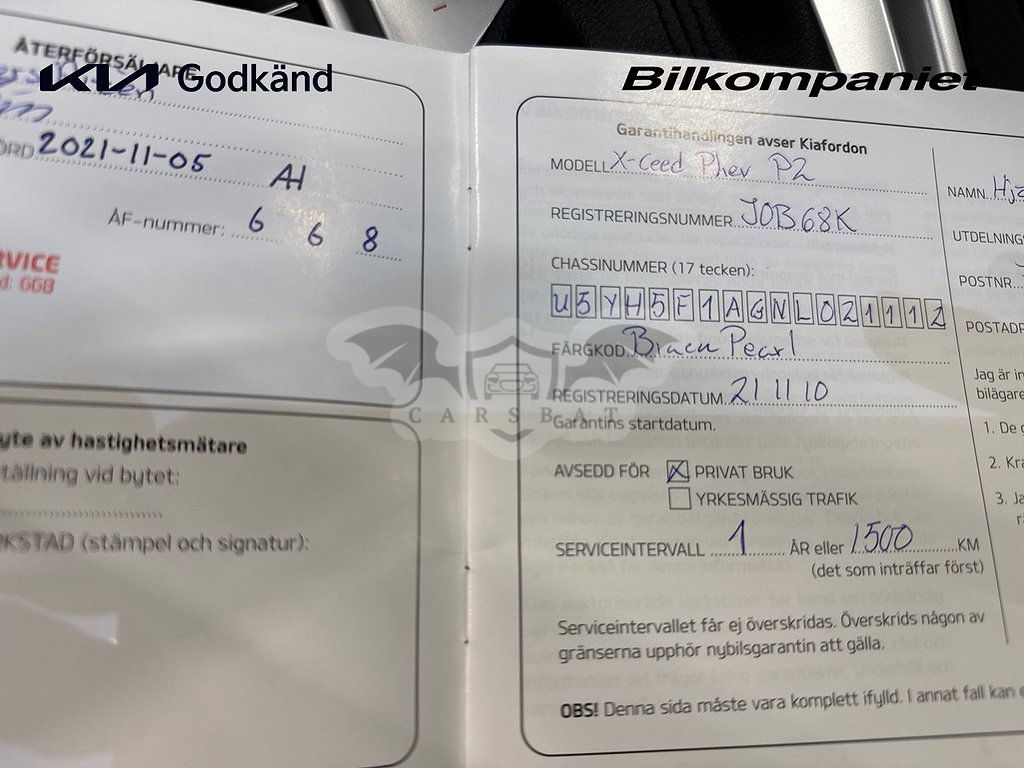 KIA Godkänd
Bilkompaniet
ÅTERFÖRSÄLJARE
2021-11-05 AH
ÅF-nummer: 6 6 8
RVICE
d: 668
yte av hastighetsmätare
tällning vid bytet:
RKSTAD (stämpel och signatur):
Garantihandlingen avser Kiafordon
MODELL X-Ceed Phev P2
REGISTRERINGSNUMMER JOB68K
CHASSINUMMER (17 tecken):
U5YH5F1AGNL021112
FÄRGKOD Black Pearl
REGISTRERINGSDATUM 21 11 10
Garantins startdatum.
AVSEDD FÖR X PRIVAT BRUK
YRKESMÄSSIG TRAFIK
SERVICEINTERVALL 1 ÅR eller 1500 KM
(det som inträffar först)
Serviceintervallet får ej överskridas. Överskrids någon av
gränserna upphör nybilsgarantin att gälla.
OBS! Denna sida måste vara komplett ifylld. I annat fall kan
NAMN
UTDELNINGS
POSTNR
POSTADR
Jag är in
bilägare
1. De
2. Kra
3. Ja
CARSBAT